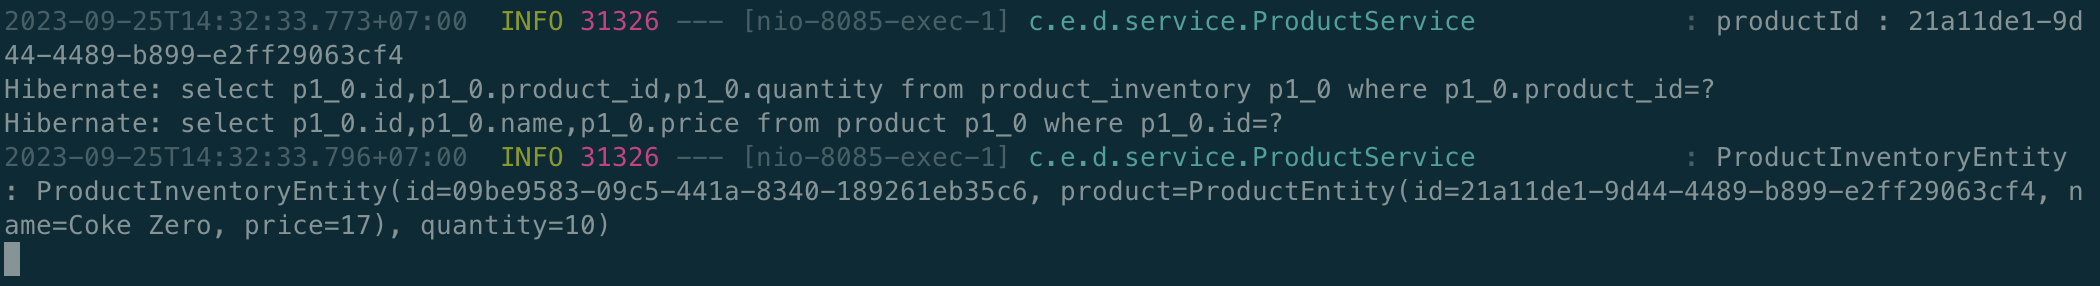 2023-09-25T14:32:33.773+07:00  INFO 31326 --- [nio-8085-exec-1] c.e.d.service.ProductService             : productId : 21a11de1-9d
44-4489-b899-e2ff29063cf4
Hibernate: select p1_0.id,p1_0.product_id,p1_0.quantity from product_inventory p1_0 where p1_0.product_id=?
Hibernate: select p1_0.id,p1_0.name,p1_0.price from product p1_0 where p1_0.id=?
2023-09-25T14:32:33.796+07:00  INFO 31326 --- [nio-8085-exec-1] c.e.d.service.ProductService             : ProductInventoryEntity
: ProductInventoryEntity(id=09be9583-09c5-441a-8340-189261eb35c6, product=ProductEntity(id=21a11de1-9d44-4489-b899-e2ff29063cf4, n
ame=Coke Zero, price=17), quantity=10)